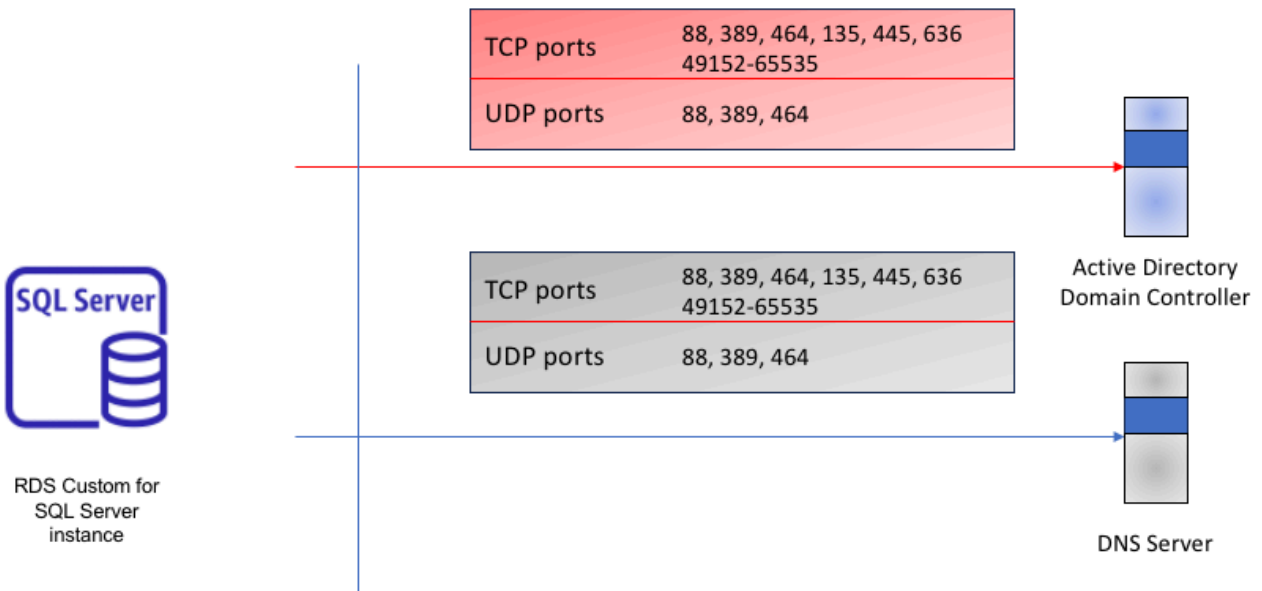 TCP ports 88, 389, 464, 135, 445, 636
49152-65535
UDP ports 88, 389, 464
Active Directory
Domain Controller
SQL Server
TCP ports 88, 389, 464, 135, 445, 636
49152-65535
UDP ports 88, 389, 464
RDS Custom for
SQL Server
instance
DNS Server